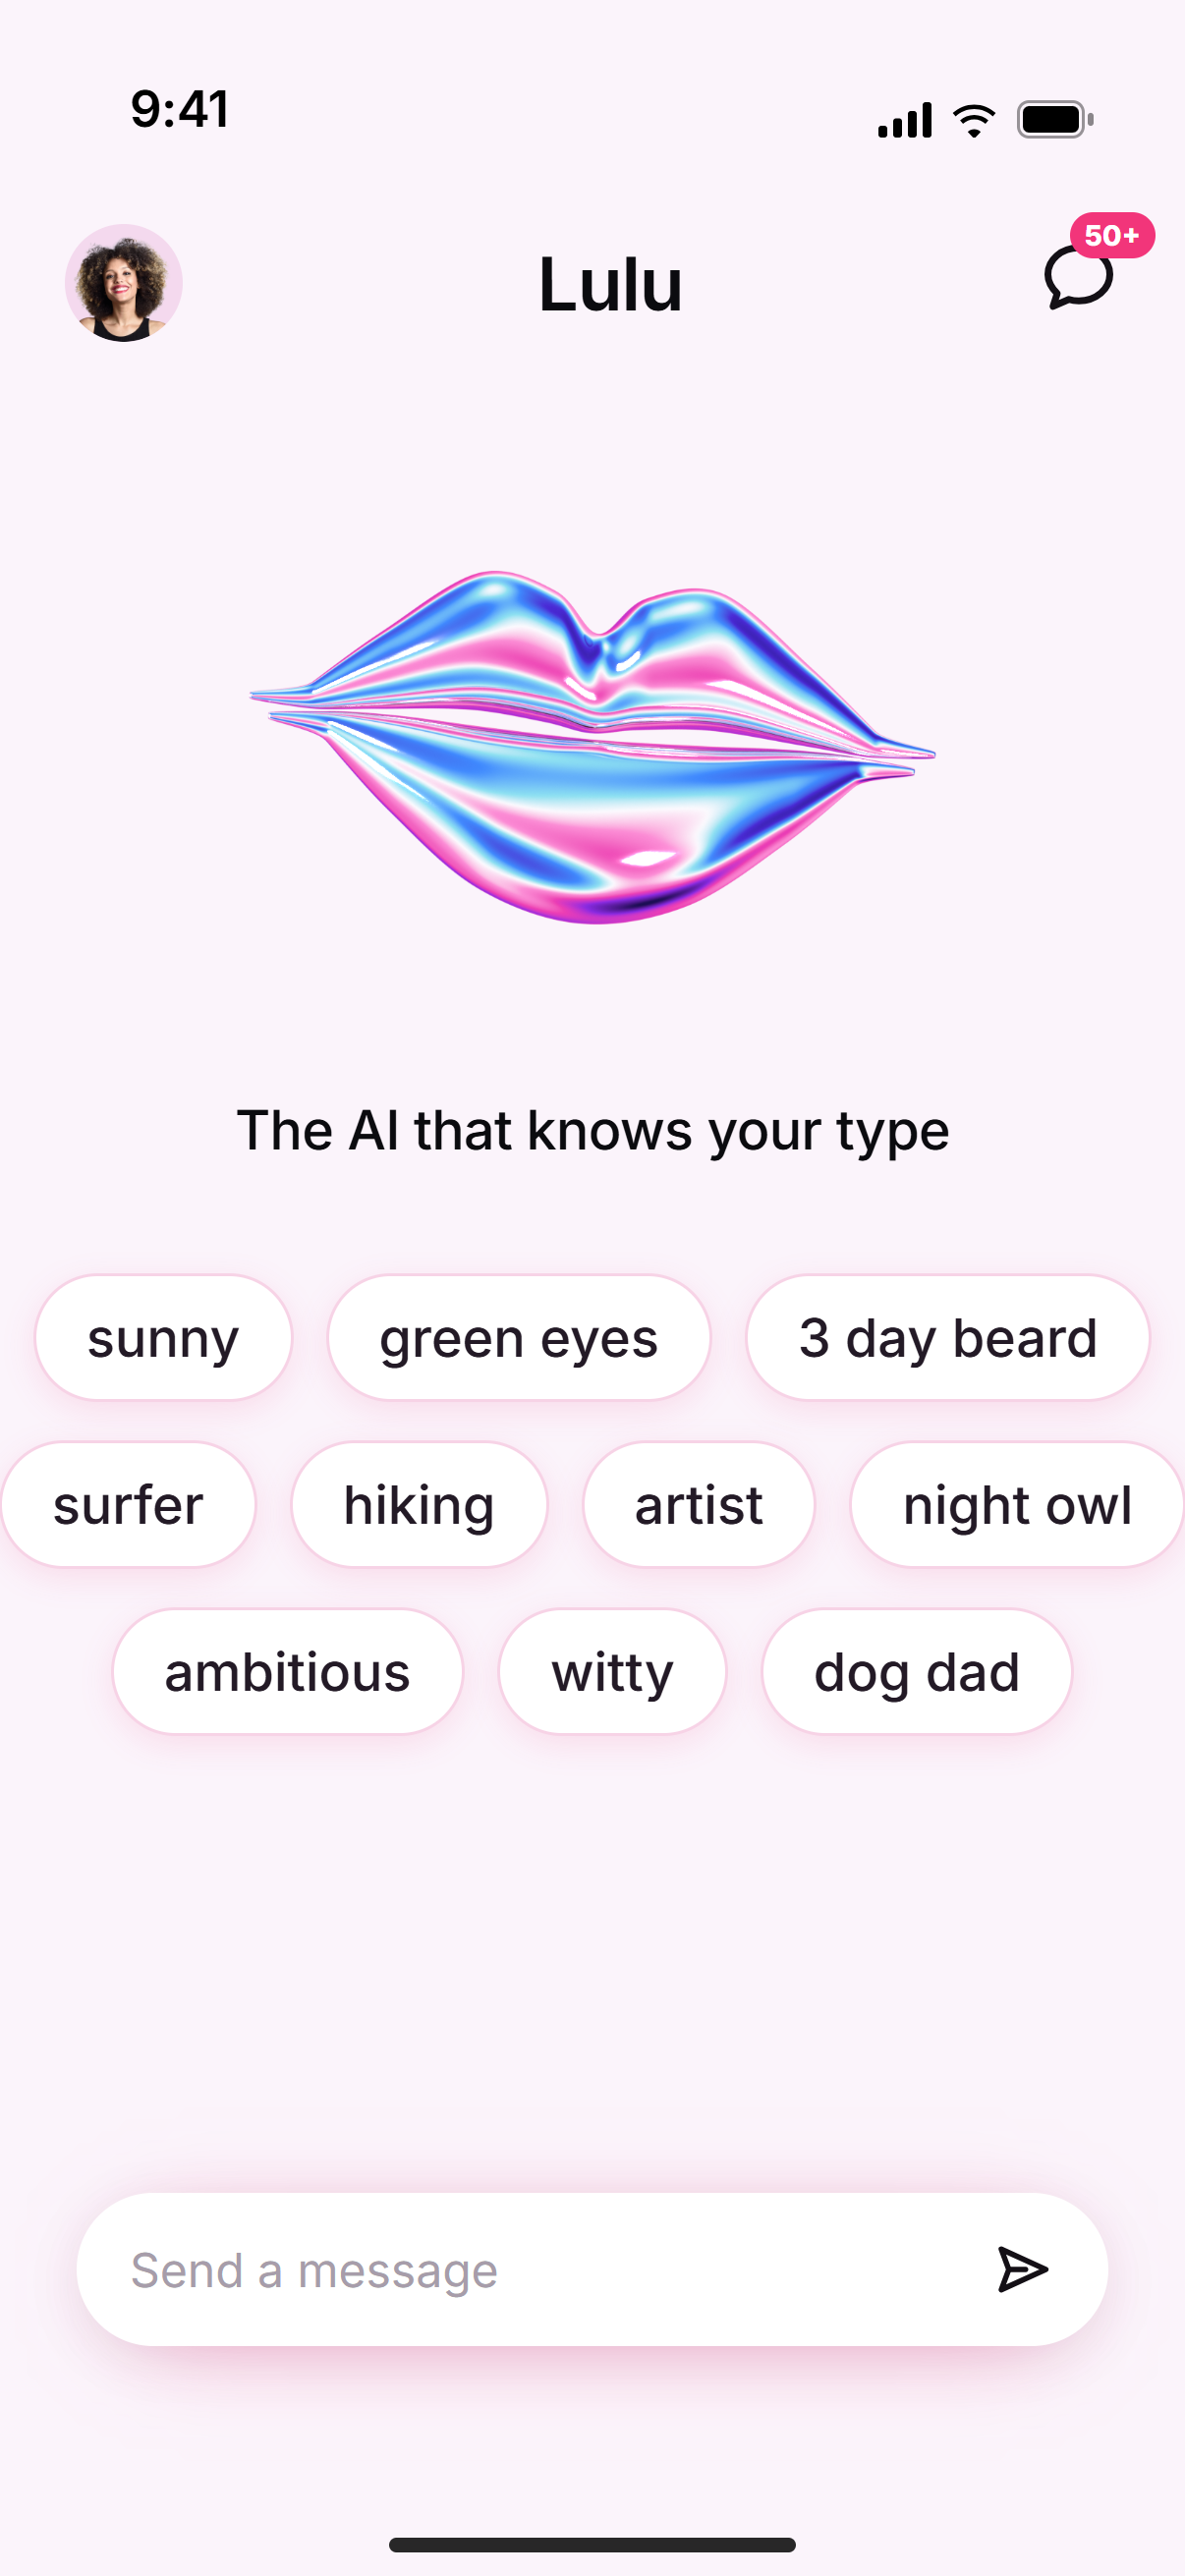 9:41
50+
Lulu
The AI that knows your type
sunny green eyes 3 day beard
surfer hiking artist night owl
ambitious witty dog dad
Send a message